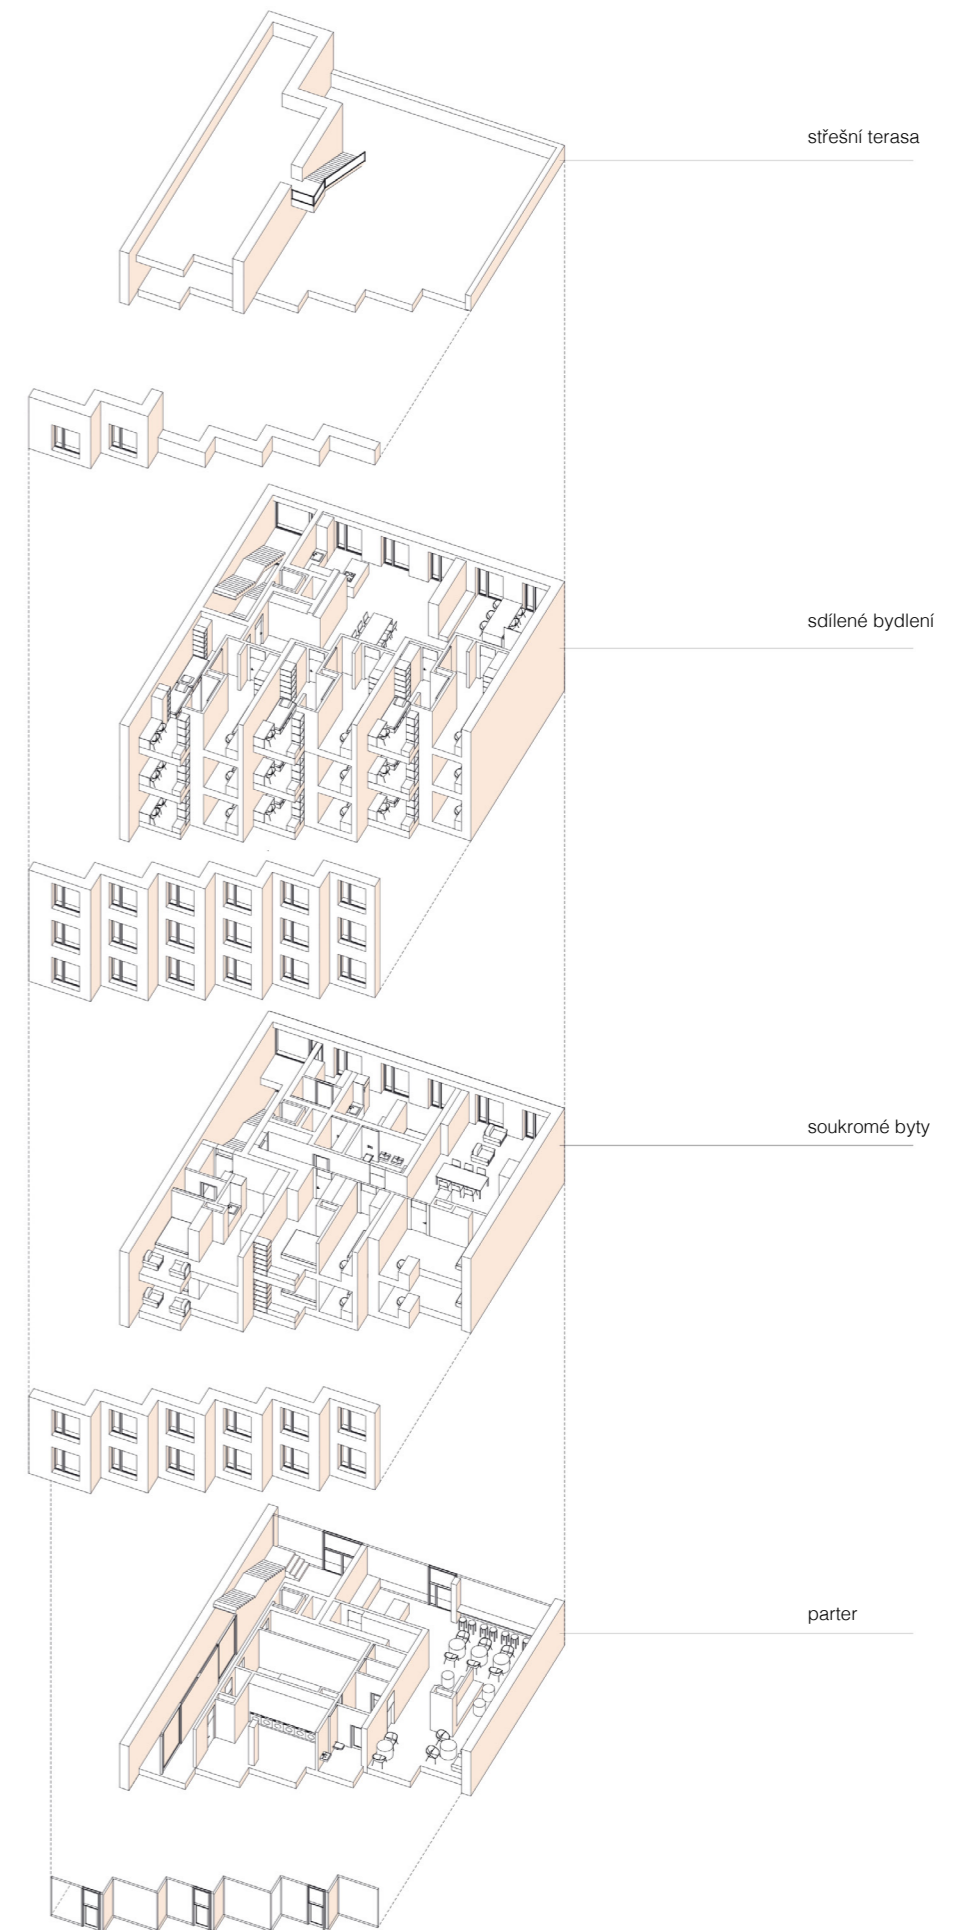 střešní terasa
sdílené bydlení
soukromé byty
parter